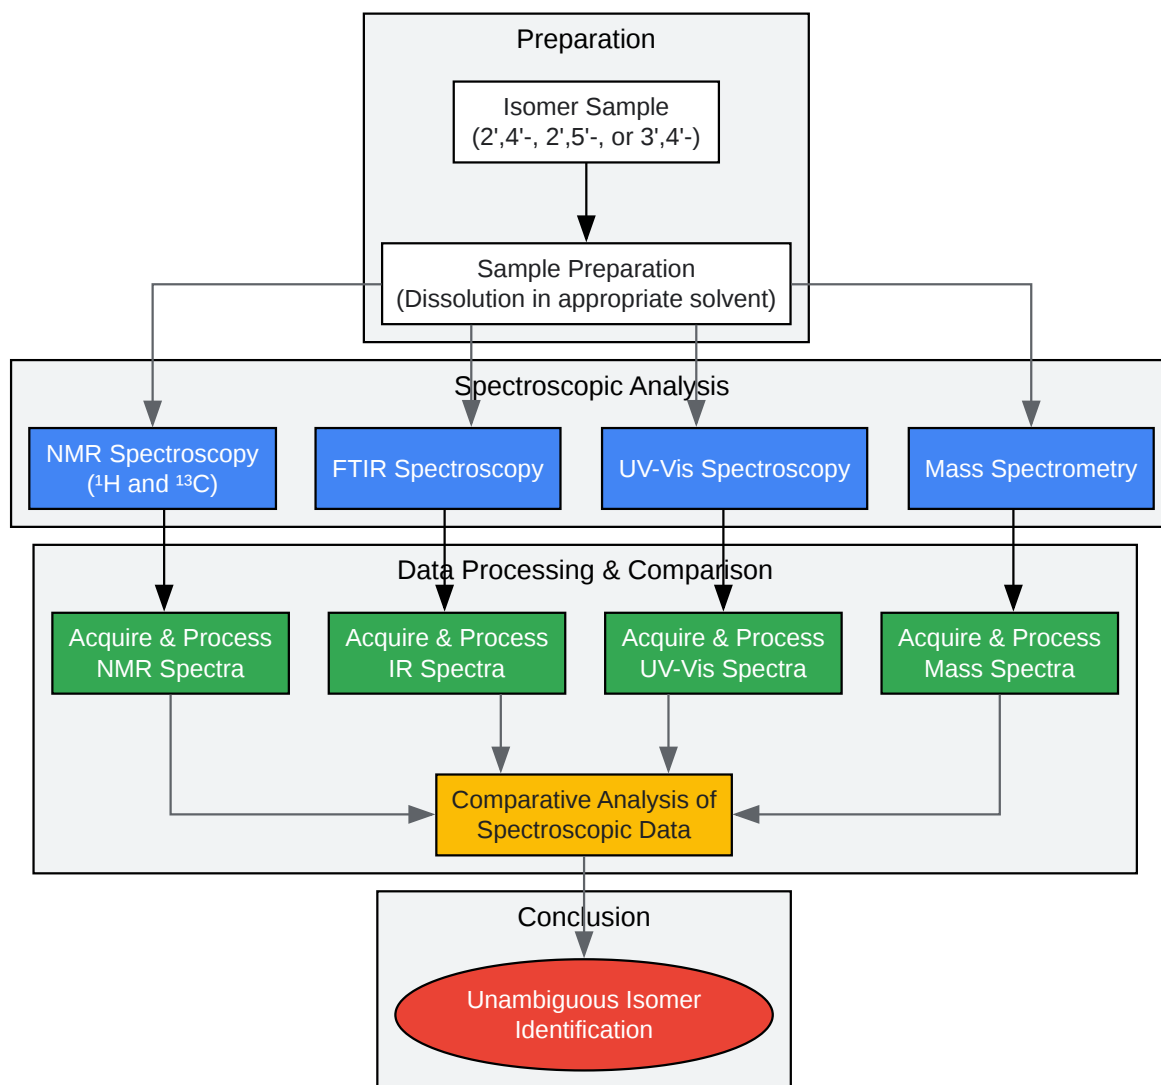 Preparation
Isomer Sample
(2',4'-, 2',5'-, or 3',4'-)
Sample Preparation
(Dissolution in appropriate solvent)
Spectroscopic Analysis
NMR Spectroscopy
(¹H and ¹³C)
FTIR Spectroscopy
UV-Vis Spectroscopy
Mass Spectrometry
Data Processing & Comparison
Acquire & Process
NMR Spectra
Acquire & Process
IR Spectra
Acquire & Process
UV-Vis Spectra
Acquire & Process
Mass Spectra
Comparative Analysis of
Spectroscopic Data
Conclusion
Unambiguous Isomer
Identification